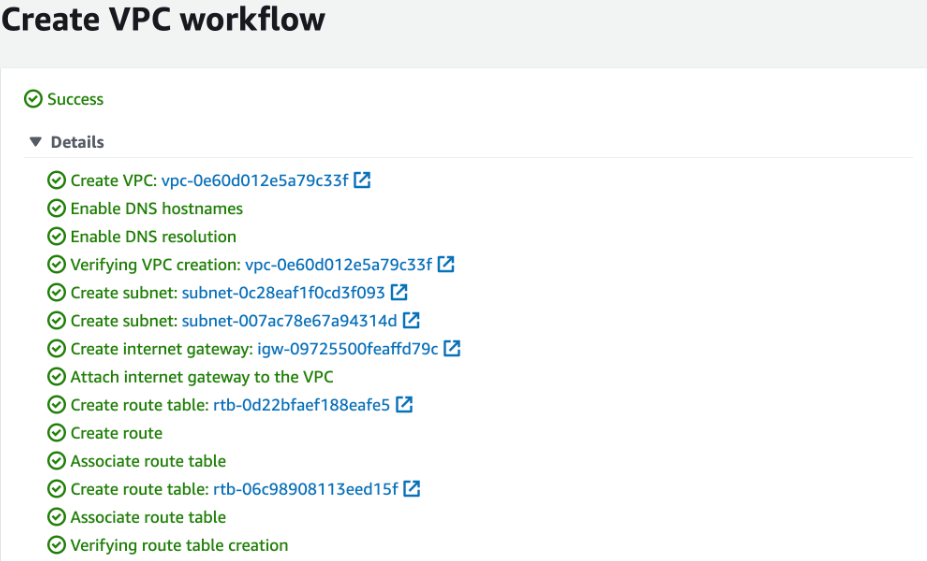 Create VPC workflow
Success
Details
Create VPC: vpc-0e60d012e5a79c33f
Enable DNS hostnames
Enable DNS resolution
Verifying VPC creation: vpc-0e60d012e5a79c33f
Create subnet: subnet-0c28eaf1f0cd3f093
Create subnet: subnet-007ac78e67a94314d
Create internet gateway: igw-09725500feaffd79c
Attach internet gateway to the VPC
Create route table: rtb-0d22bfaef188eafe5
Create route
Associate route table
Create route table: rtb-06c98908113eed15f
Associate route table
Verifying route table creation